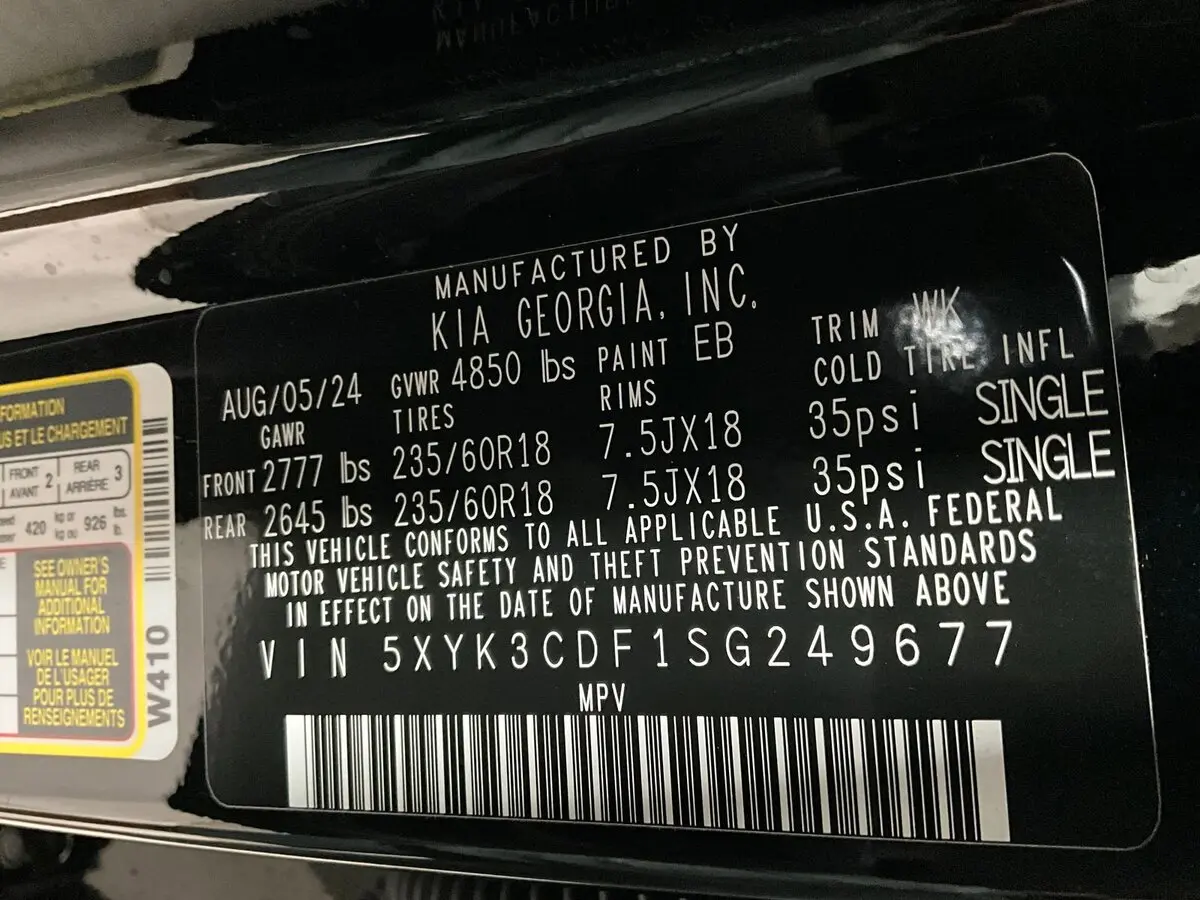 MANUFACTURED BY
KIA GEORGIA, INC.
AUG/05/24 GVWR 4850 lbs PAINT EB TRIM WK
GAWR TIRES RIMS COLD TIRE INFL
FRONT 2777 lbs 235/60R18 7.5JX18 35psi SINGLE
REAR 2645 lbs 235/60R18 7.5JX18 35psi SINGLE
THIS VEHICLE CONFORMS TO ALL APPLICABLE U.S.A. FEDERAL
MOTOR VEHICLE SAFETY AND THEFT PREVENTION STANDARDS
IN EFFECT ON THE DATE OF MANUFACTURE SHOWN ABOVE
VIN 5XYK3CDF1SG249677
MPV
FORMATION
US ET LE CHARGEMENT
FRONT 2 REAR 3
AVANT ARRIÈRE
420 kg or 926 lbs.
kg ou lb.
SEE OWNER'S
MANUAL FOR
ADDITIONAL
INFORMATION
VOIR LE MANUEL
DE L'USAGER
POUR PLUS DE
RENSEIGNEMENTS
W410